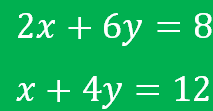 2x + 6y = 8
x + 4y = 12